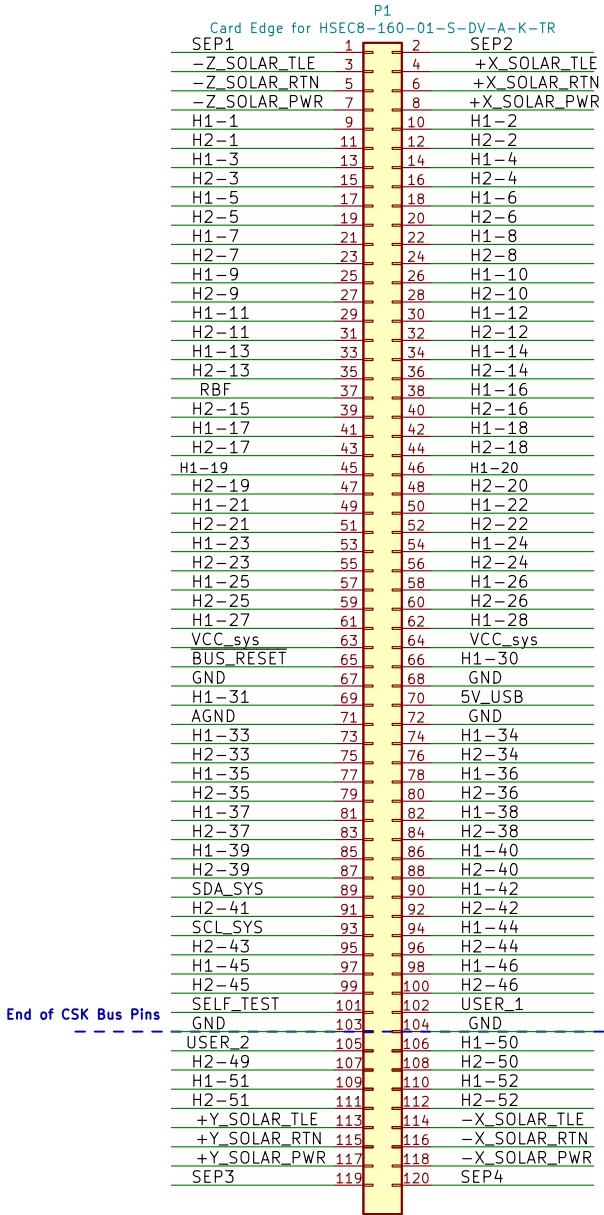 P1
Card Edge for HSEC8-160-01-S-DV-A-K-TR
SEP1 1 2 SEP2
-Z_SOLAR_TLE 3 4 +X_SOLAR_TLE
-Z_SOLAR_RTN 5 6 +X_SOLAR_RTN
-Z_SOLAR_PWR 7 8 +X_SOLAR_PWR
H1-1 9 10 H1-2
H2-1 11 12 H2-2
H1-3 13 14 H1-4
H2-3 15 16 H2-4
H1-5 17 18 H1-6
H2-5 19 20 H2-6
H1-7 21 22 H1-8
H2-7 23 24 H2-8
H1-9 25 26 H1-10
H2-9 27 28 H2-10
H1-11 29 30 H1-12
H2-11 31 32 H2-12
H1-13 33 34 H1-14
H2-13 35 36 H2-14
RBF 37 38 H1-16
H2-15 39 40 H2-16
H1-17 41 42 H1-18
H2-17 43 44 H2-18
H1-19 45 46 H1-20
H2-19 47 48 H2-20
H1-21 49 50 H1-22
H2-21 51 52 H2-22
H1-23 53 54 H1-24
H2-23 55 56 H2-24
H1-25 57 58 H1-26
H2-25 59 60 H2-26
H1-27 61 62 H1-28
VCC_sys 63 64 VCC_sys
BUS_RESET 65 66 H1-30
GND 67 68 GND
H1-31 69 70 5V_USB
AGND 71 72 GND
H1-33 73 74 H1-34
H2-33 75 76 H2-34
H1-35 77 78 H1-36
H2-35 79 80 H2-36
H1-37 81 82 H1-38
H2-37 83 84 H2-38
H1-39 85 86 H1-40
H2-39 87 88 H2-40
SDA_SYS 89 90 H1-42
H2-41 91 92 H2-42
SCL_SYS 93 94 H1-44
H2-43 95 96 H2-44
H1-45 97 98 H1-46
H2-45 99 100 H2-46
SELF_TEST 101 102 USER_1
End of CSK Bus Pins
GND 103 104 GND
USER_2 105 106 H1-50
H2-49 107 108 H2-50
H1-51 109 110 H1-52
H2-51 111 112 H2-52
+Y_SOLAR_TLE 113 114 -X_SOLAR_TLE
+Y_SOLAR_RTN 115 116 -X_SOLAR_RTN
+Y_SOLAR_PWR 117 118 -X_SOLAR_PWR
SEP3 119 120 SEP4